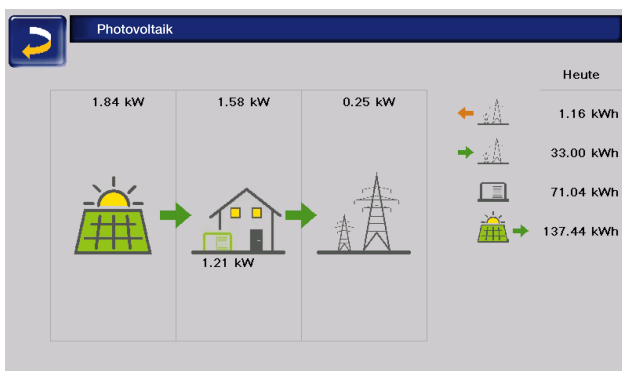 Photovoltaik
Heute
1.84 kW 1.58 kW 0.25 kW
1.16 kWh
33.00 kWh
71.04 kWh
137.44 kWh
1.21 kW